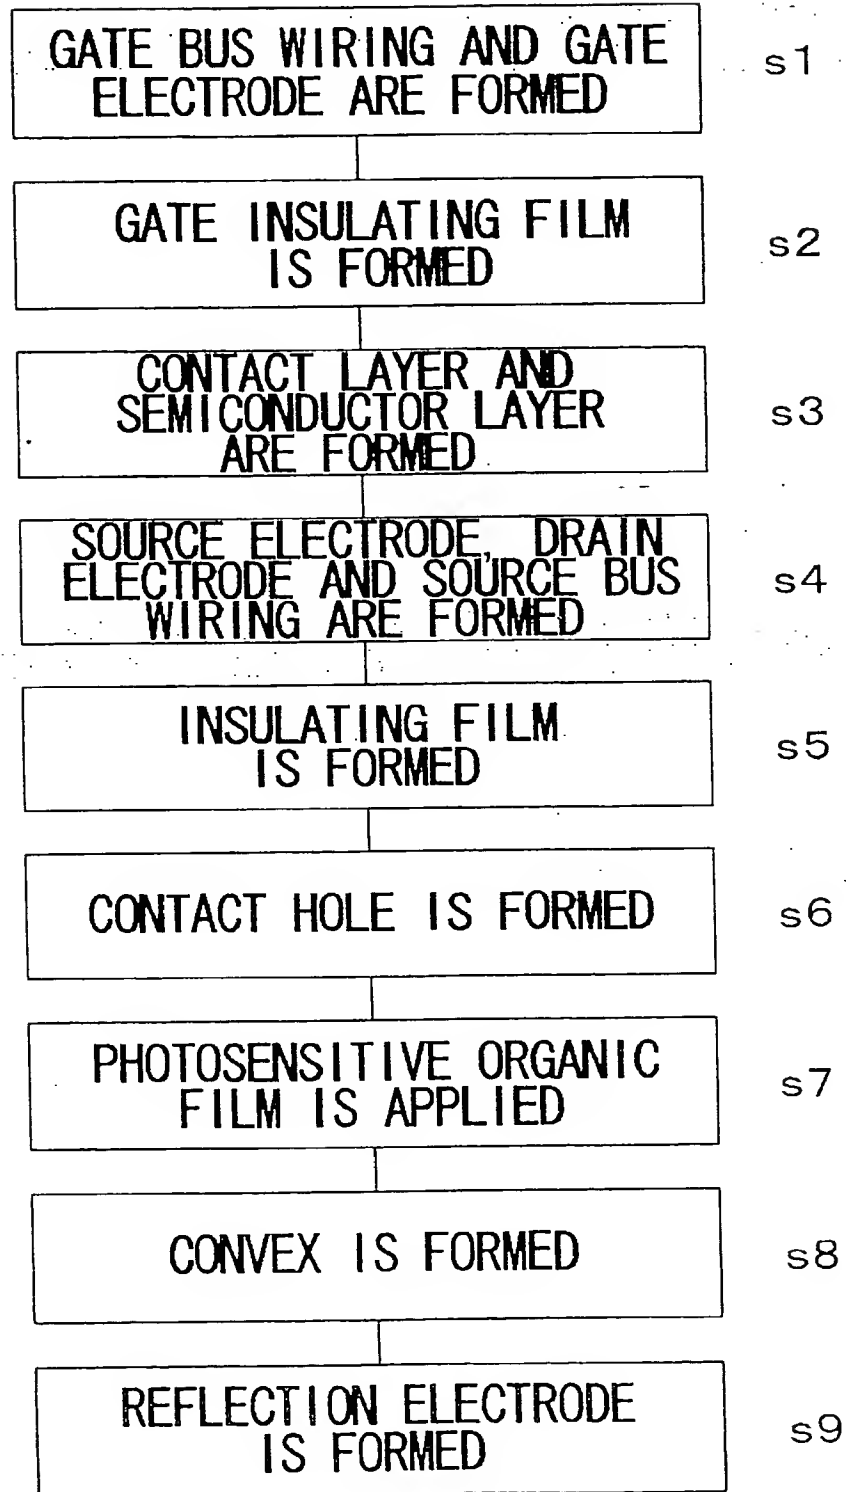 GATE BUS WIRING AND GATE
ELECTRODE ARE FORMED
s1
GATE INSULATING FILM
IS FORMED
s2
CONTACT LAYER AND
SEMICONDUCTOR LAYER
ARE FORMED
s3
SOURCE ELECTRODE, DRAIN
ELECTRODE AND SOURCE BUS
WIRING ARE FORMED
s4
INSULATING FILM
IS FORMED
s5
CONTACT HOLE IS FORMED
s6
PHOTOSENSITIVE ORGANIC
FILM IS APPLIED
s7
CONVEX IS FORMED
s8
REFLECTION ELECTRODE
IS FORMED
s9